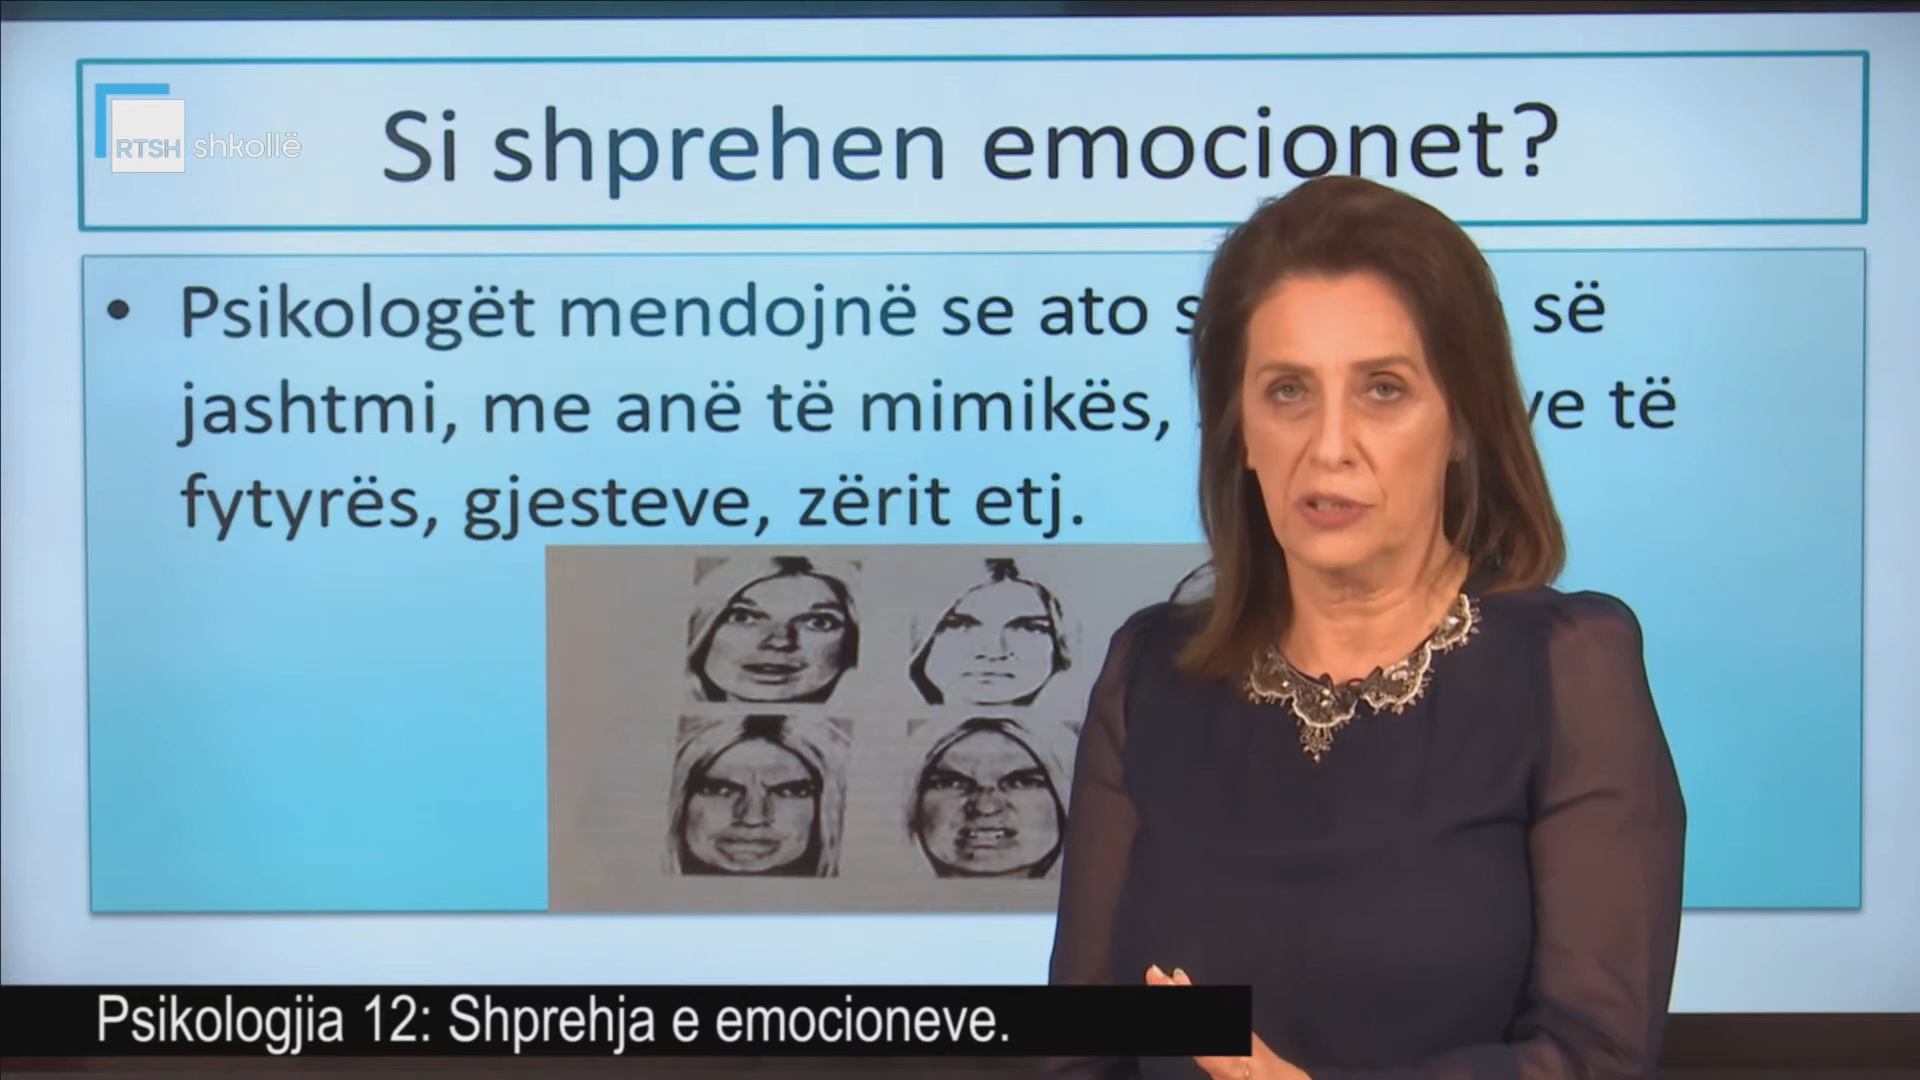 RTSH shkollë
Si shprehen emocionet?
• Psikologët mendojnë se ato së
jashtmi, me anë të mimikës, të
fytyrës, gjesteve, zërit etj.
Psikologjia 12: Shprehja e emocioneve.